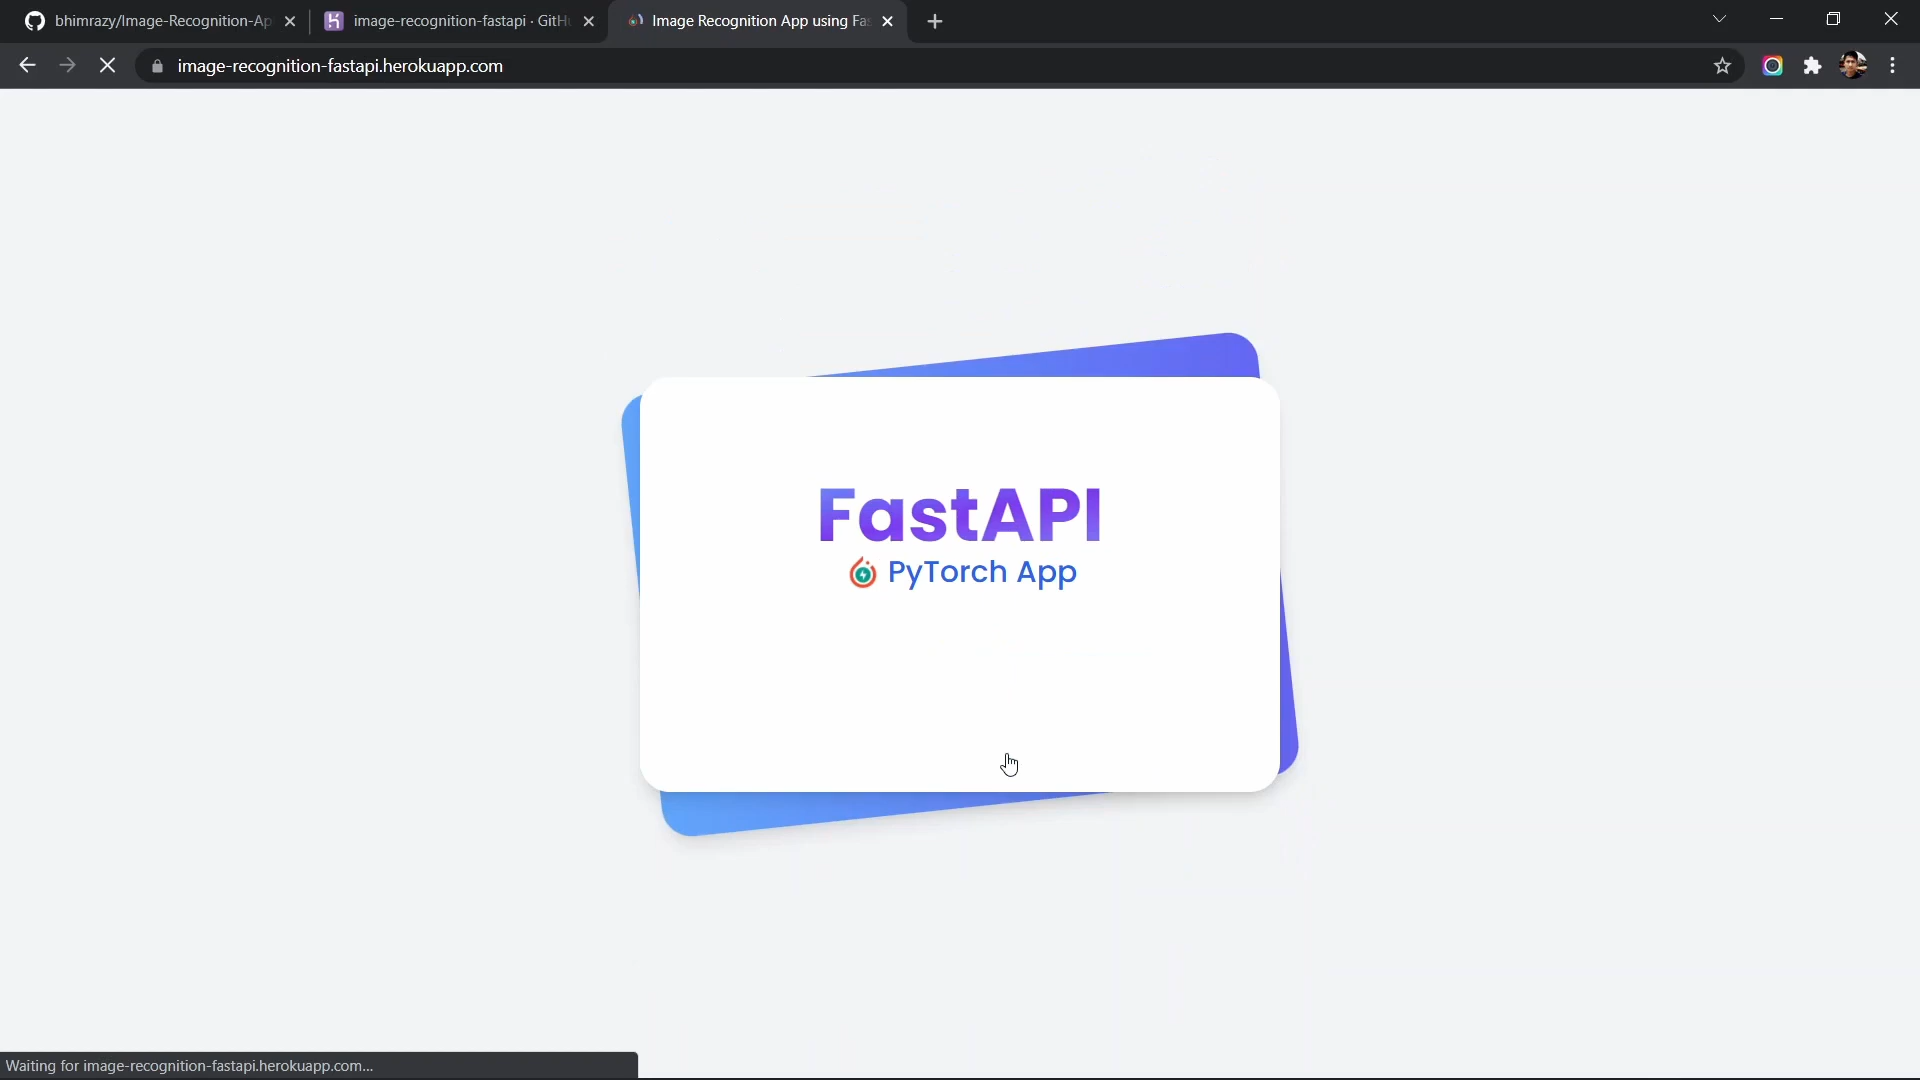 bhimrazy/Image-Recognition-Ap
image-recognition-fastapi · GitH
Image Recognition App using Fas
image-recognition-fastapi.herokuapp.com
FastAPI
PyTorch App
Waiting for image-recognition-fastapi.herokuapp.com...